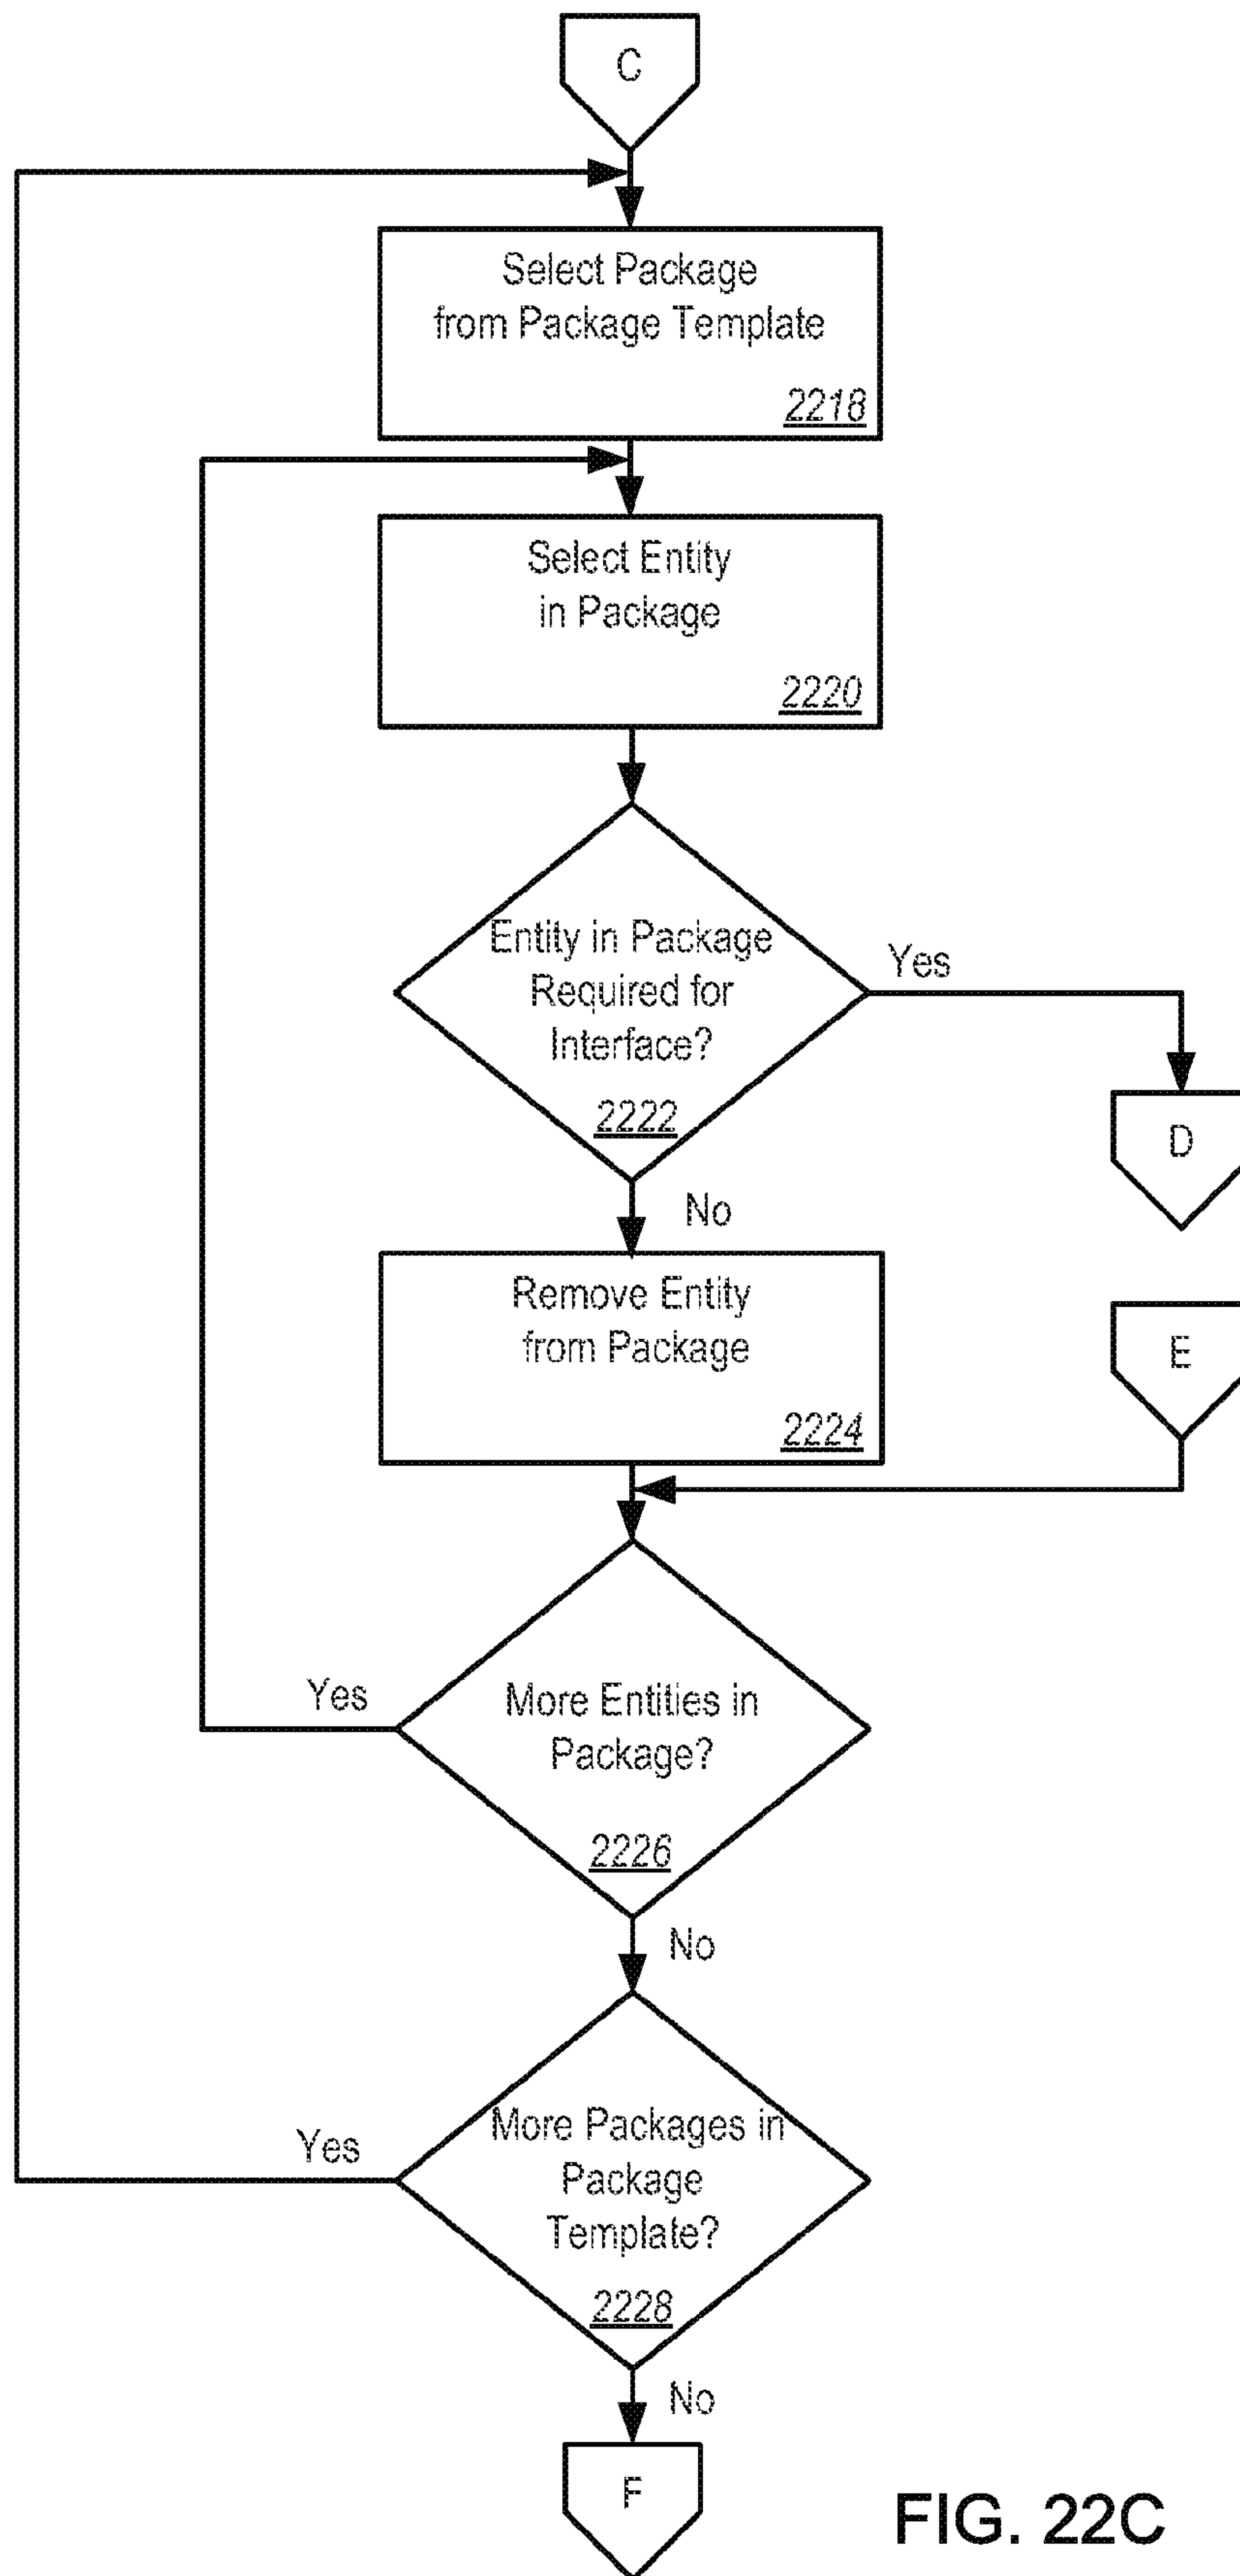 C
Select Package
from Package Template
2218
Select Entity
in Package
2220
Entity in Package
Required for
Interface?
2222
Yes
D
No
Remove Entity
from Package
2224
E
More Entities in
Package?
2226
Yes
No
More Packages in
Package
Template?
2228
Yes
No
F
FIG. 22C